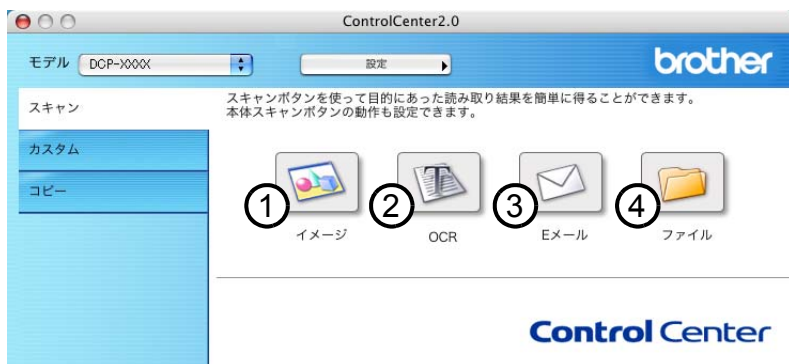 ControlCenter2.0
モデル DCP-XXXX 設定 brother
スキャン
カスタム
コピー
スキャンボタンを使って目的にあった読み取り結果を簡単に得ることができます。
本体スキャンボタンの動作も設定できます。
1 2 3 4
イメージ OCR Eメール ファイル
Control Center